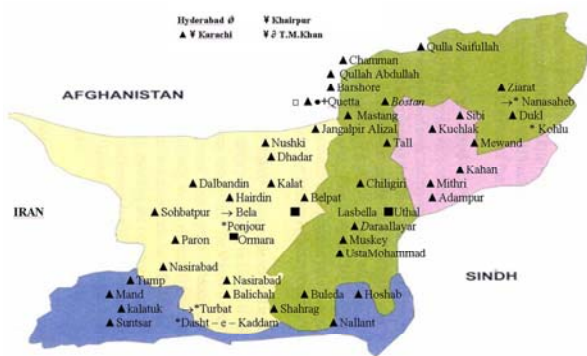 Hyderabad ∅ ¥ Khairpur
▲ ¥ Karachi ¥ ∂ T.M.Khan
Qulla Saifullah
Chamman
Qullah Abdullah
Barshore
Ziarat
AFGHANISTAN
□ ▲ ●+Quetta
Bostan
→* Nanasaheb
Mastang
Sibi
Dukl
Jangalpir Alizal
Kuchlak
* Kohlu
Nushki
Tall
Mewand
Dhadar
Kahan
Dalbandin
Kalat
Chiligiri
Mithri
Hairdin
Belpat
Adampur
IRAN
Sohbatpur
→ Bela
Lasbella
Uthal
*Ponjour
Daraallayar
Paron
Ormara
Muskey
UstaMohammad
Nasirabad
SINDH
Tump
Nasirabad
Mand
Balichah
Buleda
Hoshab
kalatuk
→*Turbat
Shahrag
Suntsar
*Dasht – e – Kaddam
Nallant